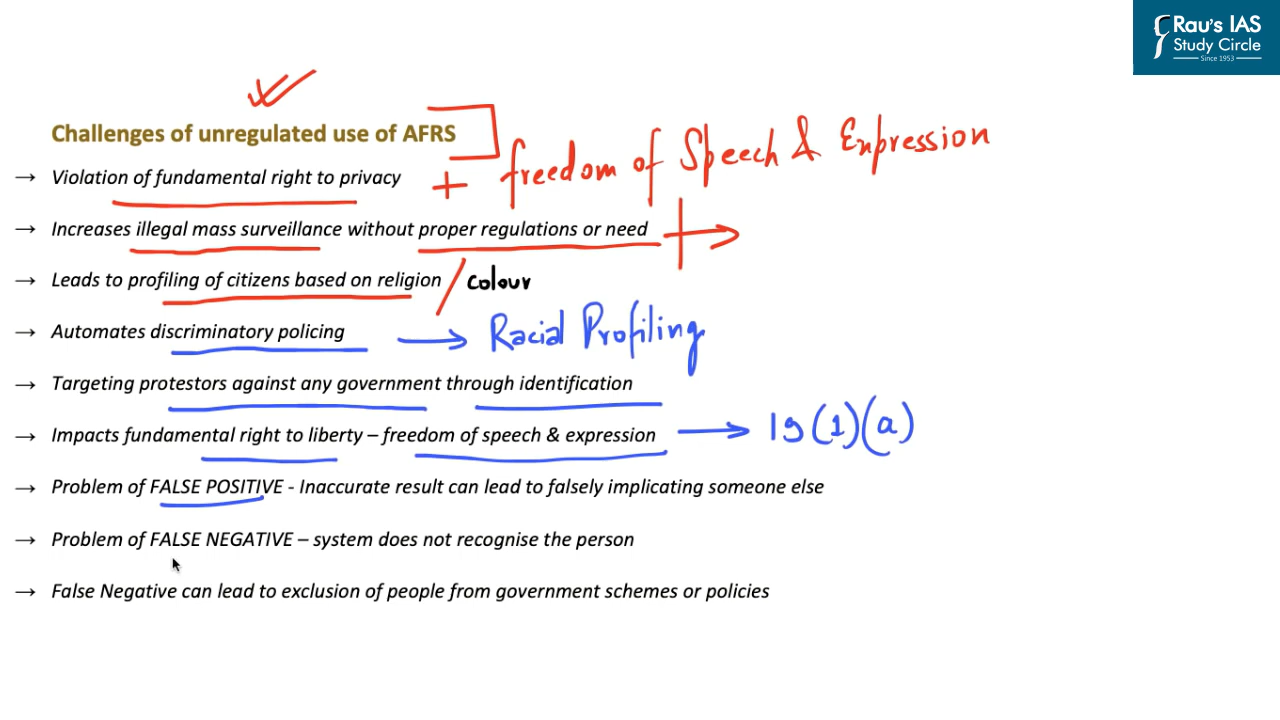 Rau's IAS
Study Circle
Since 1953
Challenges of unregulated use of AFRS
freedom of Speech & Expression
→ Violation of fundamental right to privacy +
→ Increases illegal mass surveillance without proper regulations or need
→ Leads to profiling of citizens based on religion / Colour
→ Automates discriminatory policing → Racial Profiling
→ Targeting protestors against any government through identification
→ Impacts fundamental right to liberty – freedom of speech & expression → 19(1)(a)
→ Problem of FALSE POSITIVE - Inaccurate result can lead to falsely implicating someone else
→ Problem of FALSE NEGATIVE – system does not recognise the person
→ False Negative can lead to exclusion of people from government schemes or policies